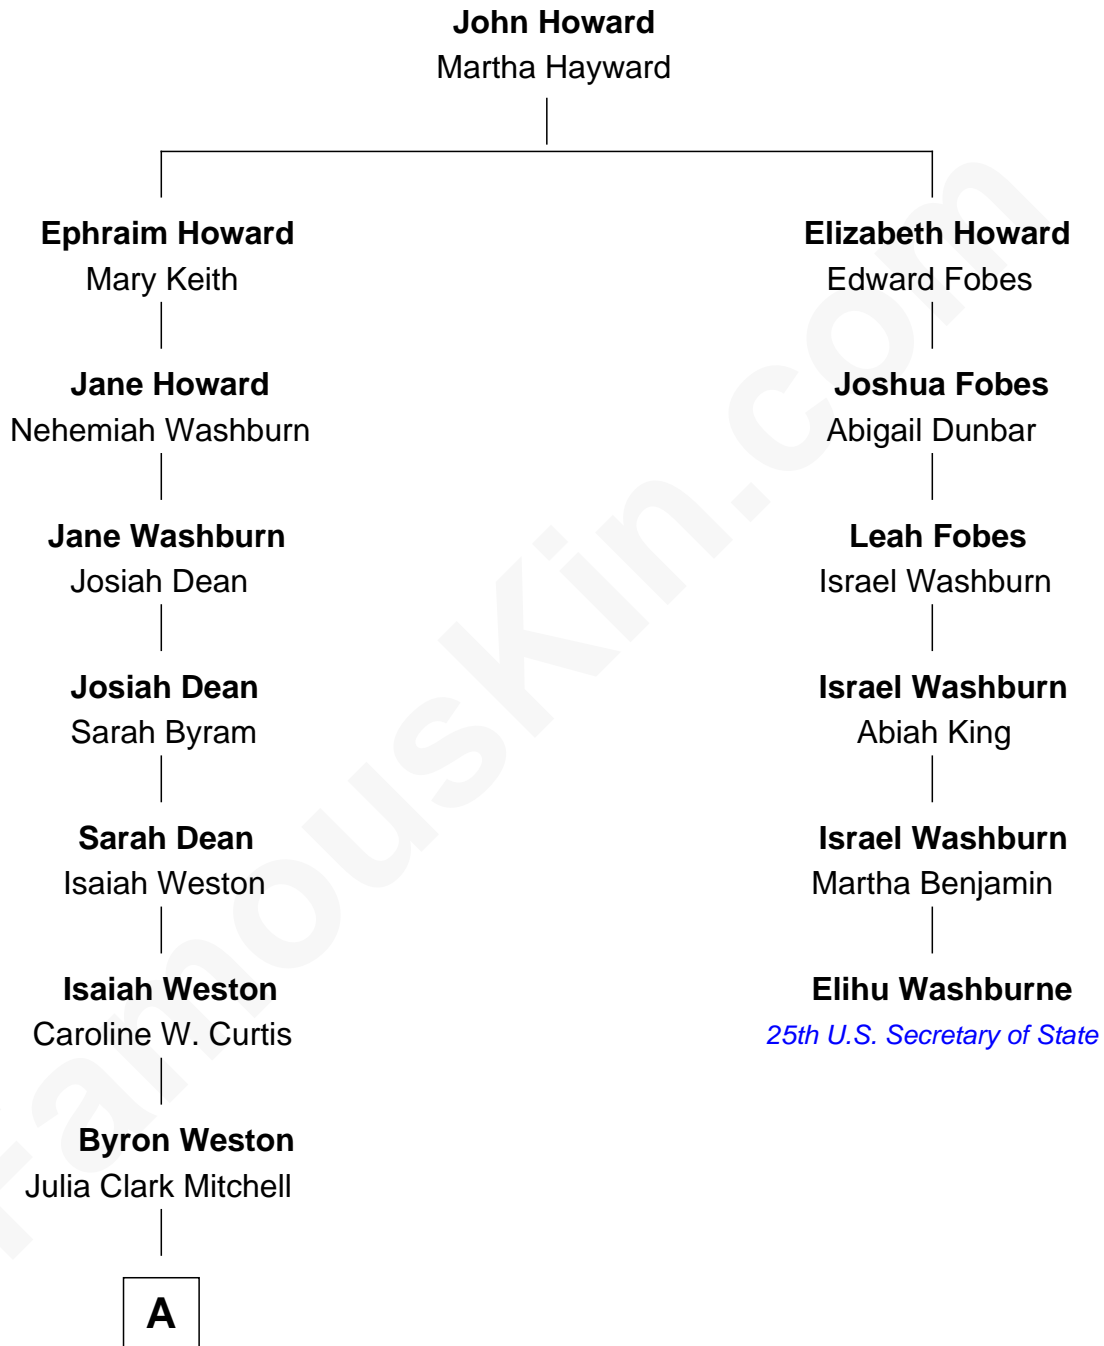 John Howard
Martha Hayward
Ephraim Howard
Mary Keith
Elizabeth Howard
Edward Fobes
Jane Howard
Nehemiah Washburn
Joshua Fobes
Abigail Dunbar
Jane Washburn
Josiah Dean
Leah Fobes
Israel Washburn
Josiah Dean
Sarah Byram
Israel Washburn
Abiah King
Sarah Dean
Isaiah Weston
Israel Washburn
Martha Benjamin
Isaiah Weston
Caroline W. Curtis
Elihu Washburne
25th U.S. Secretary of State
Byron Weston
Julia Clark Mitchell
A
FamousKin.com